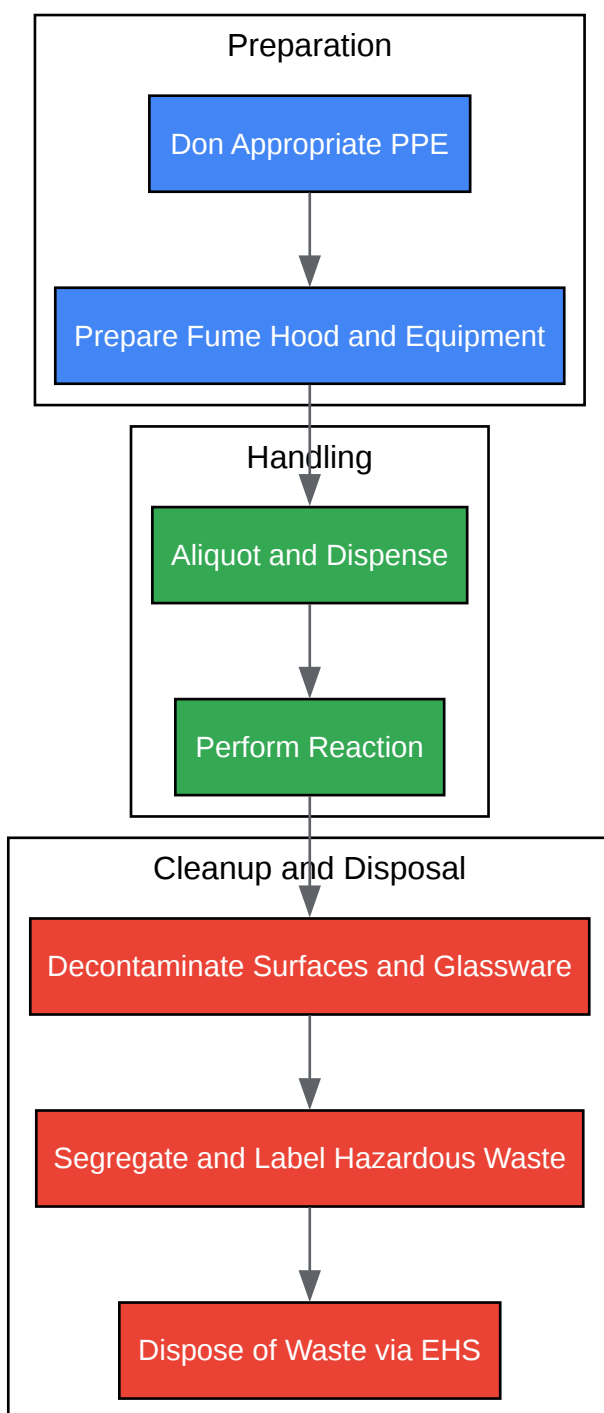 Preparation
Don Appropriate PPE
Prepare Fume Hood and Equipment
Handling
Aliquot and Dispense
Perform Reaction
Cleanup and Disposal
Decontaminate Surfaces and Glassware
Segregate and Label Hazardous Waste
Dispose of Waste via EHS